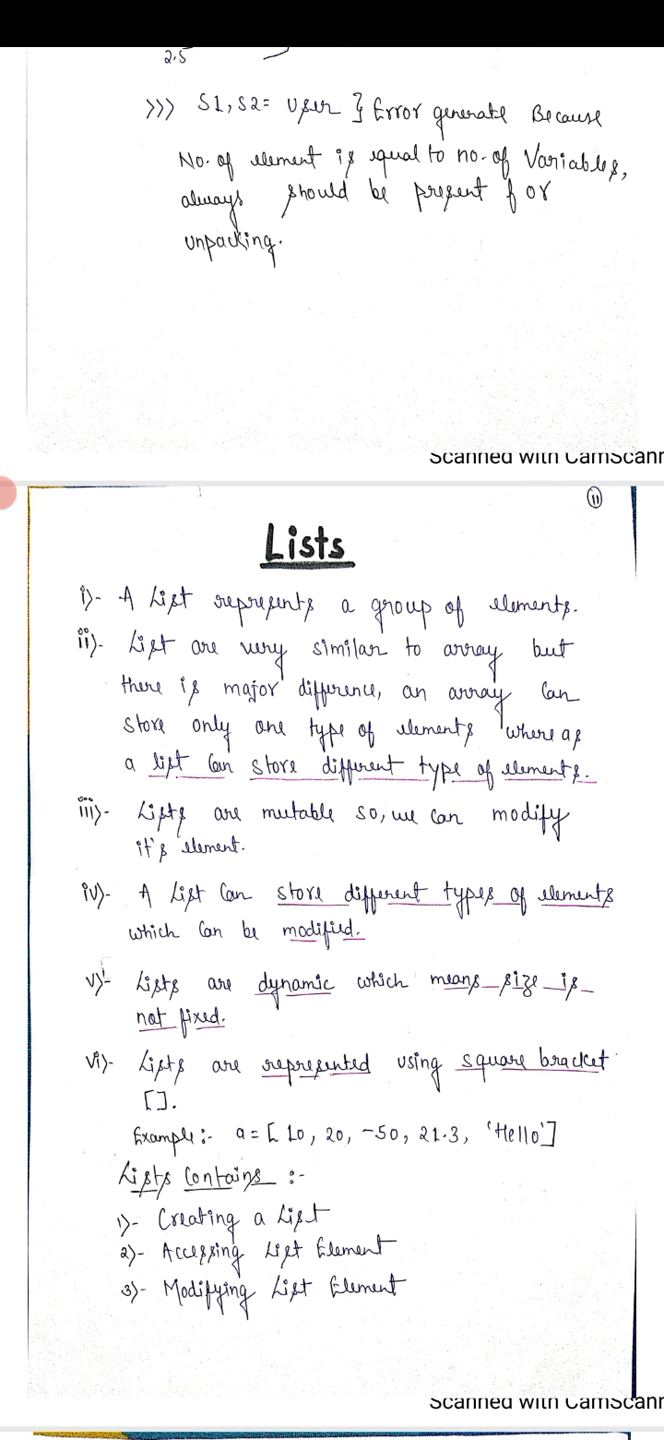 2.5
>>> S1, S2 = User } Error generate Because
No. of element is equal to no. of Variables,
always should be present for
unpacking.
Scanned with CamScanr
11
Lists
i)- A List represents a group of elements.
ii)- List are very similar to array but
there is major difference, an array Can
store only one type of elements where as
a list Can store different type of elements.
iii)- Lists are mutable so, we can modify
it's element.
iv)- A List Can store different types of elements
which Can be modified.
v)- Lists are dynamic which means size is
not fixed.
vi)- Lists are represented using square bracket
[].
Example:- a = [10, 20, -50, 21.3, 'Hello']
Lists Contains :-
1)- Creating a List
2)- Accessing List Element
3)- Modifying List Element
Scanned with CamScanr